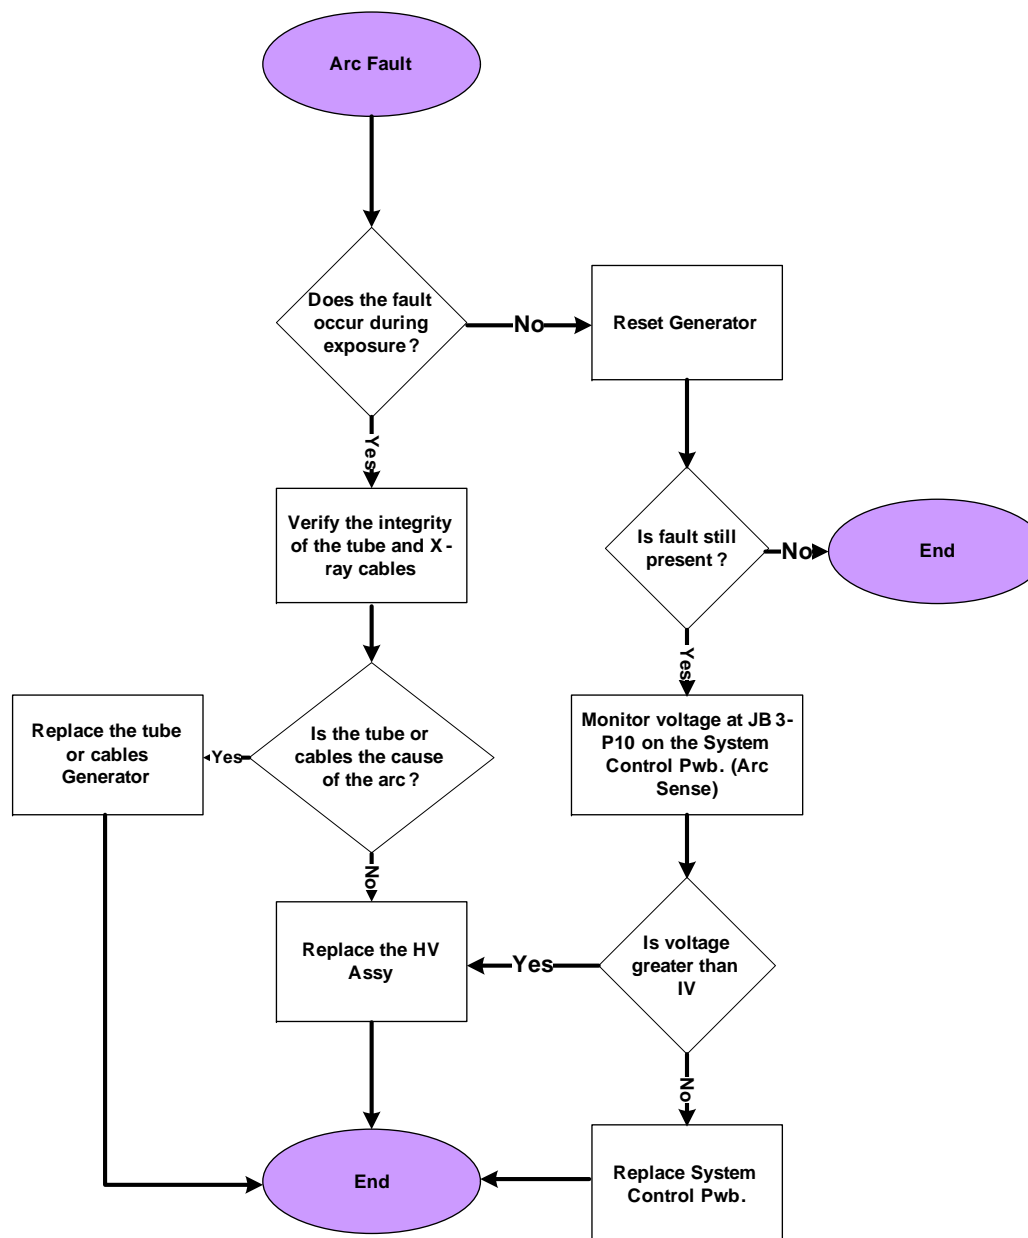 Arc Fault
Does the fault
occur during
exposure ?
No
Reset Generator
Yes
Verify the integrity
of the tube and X -
ray cables
Is fault still
present ?
No
End
Yes
Replace the tube
or cables
Generator
Yes
Is the tube or
cables the cause
of the arc ?
Monitor voltage at JB 3-
P10 on the System
Control Pwb. (Arc
Sense)
No
Replace the HV
Assy
Yes
Is voltage
greater than
IV
No
End
Replace System
Control Pwb.